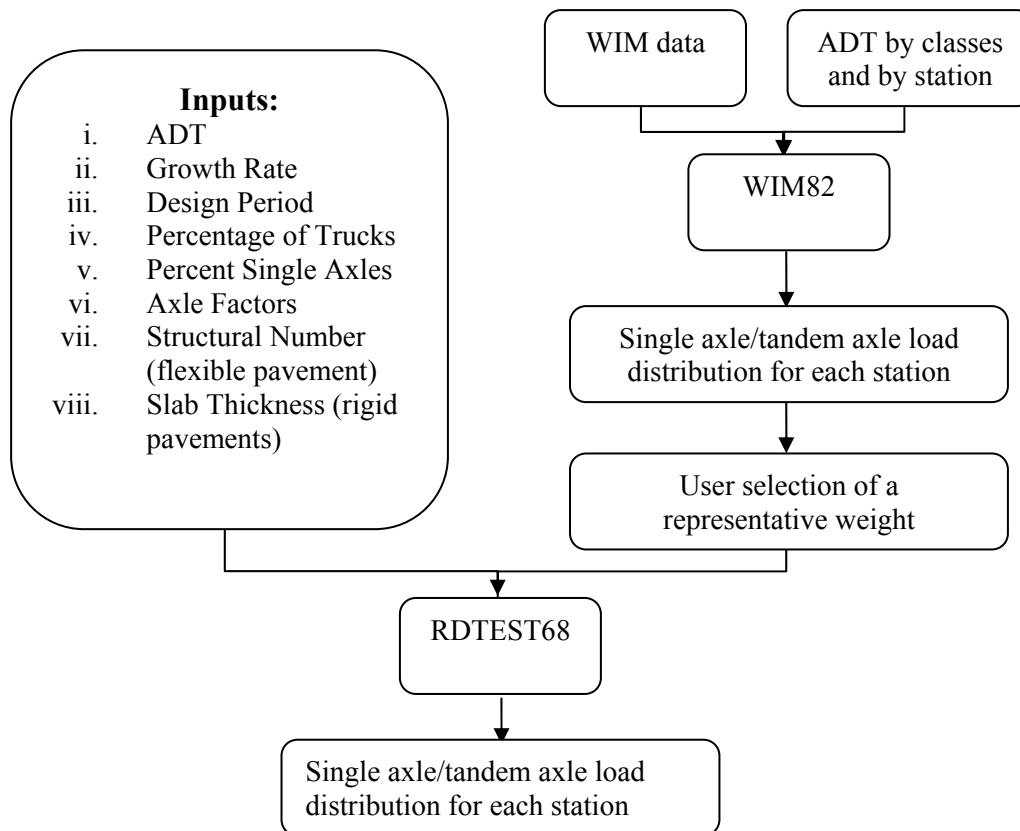 WIM data
ADT by classes
and by station
Inputs:
i. ADT
ii. Growth Rate
iii. Design Period
iv. Percentage of Trucks
v. Percent Single Axles
vi. Axle Factors
vii. Structural Number
(flexible pavement)
viii. Slab Thickness (rigid
pavements)
WIM82
Single axle/tandem axle load
distribution for each station
User selection of a
representative weight
RDTEST68
Single axle/tandem axle load
distribution for each station